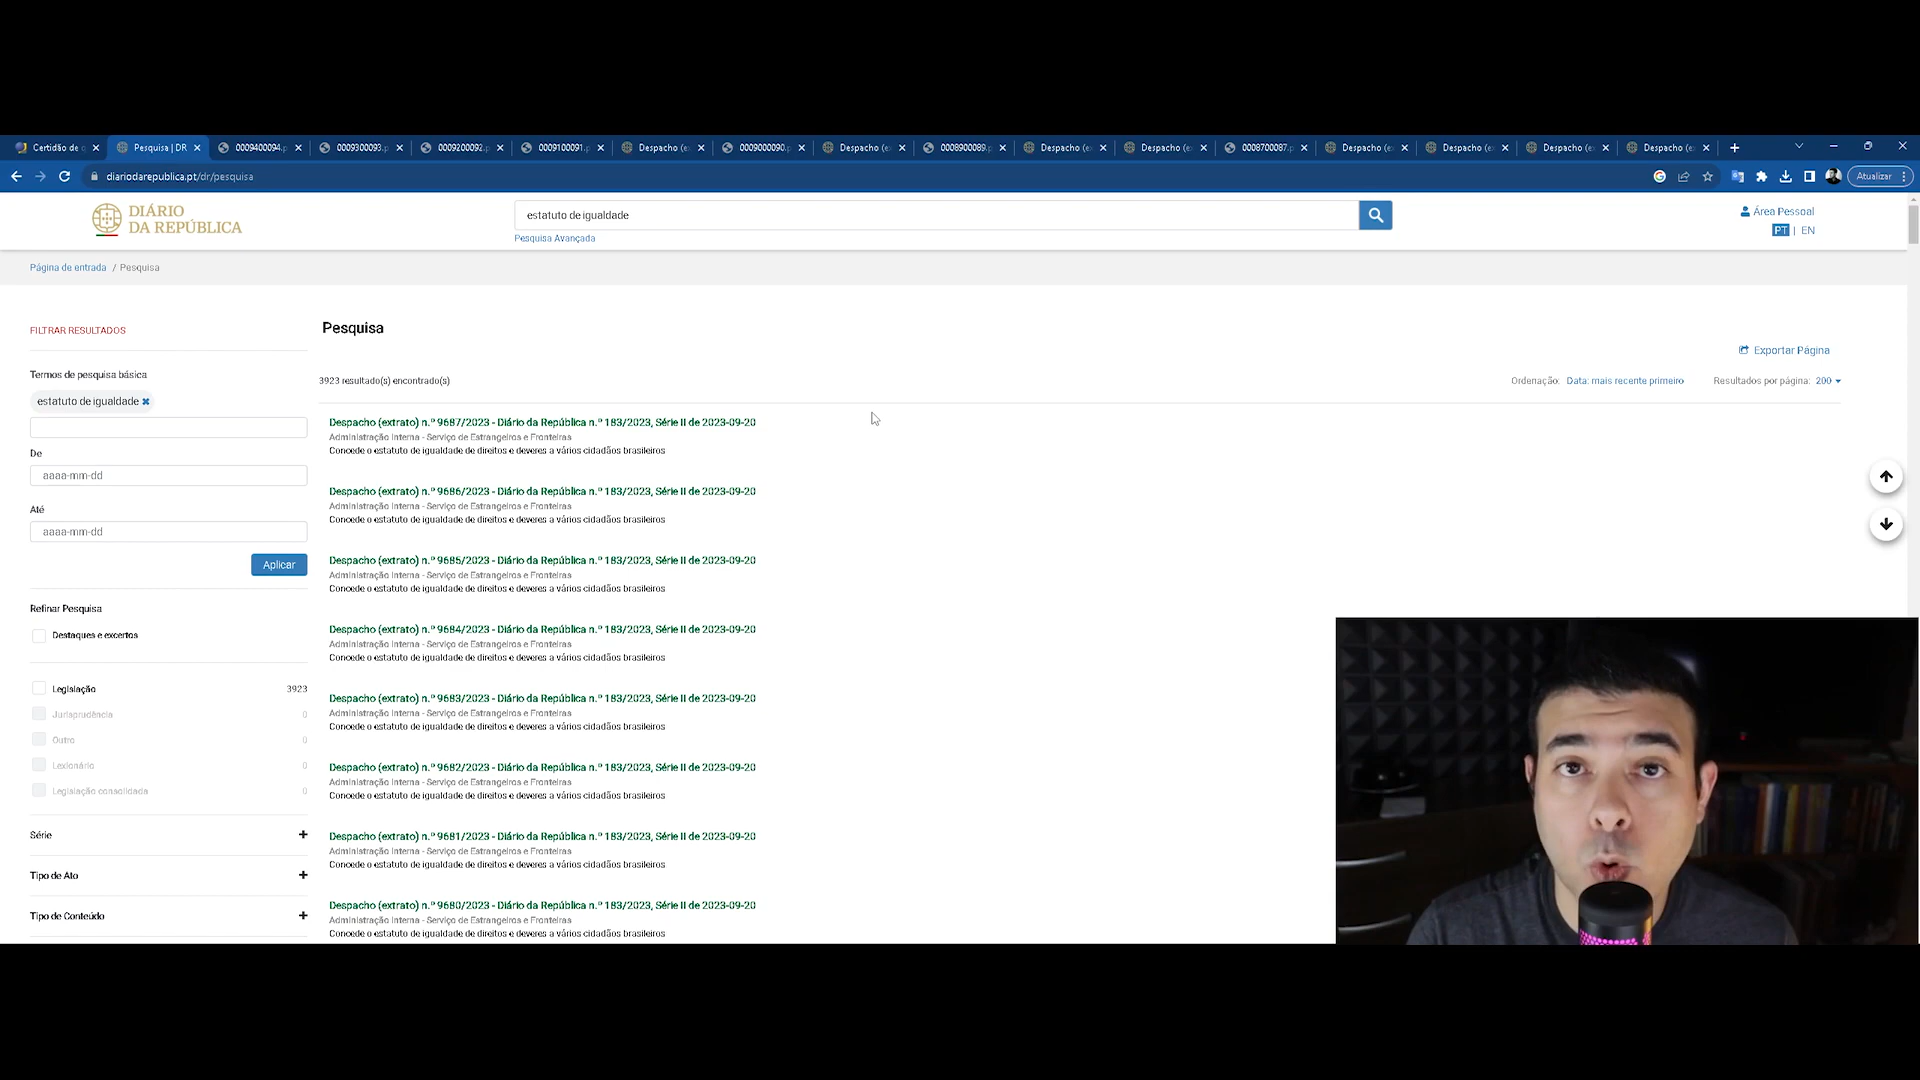 Certidão de
Pesquisa | DR
0009400094.p
0009300093.p
0009200092.p
0009100091.p
Despacho (e
0009000090.p
Despacho (e
0008900089.p
Despacho (e
Despacho (e
0008700087.p
Despacho (e
Despacho (e
Despacho (e
Despacho (e
diariodarepublica.pt/dr/pesquisa
Atualizar
DIÁRIO
DA REPÚBLICA
estatuto de igualdade
Pesquisa Avançada
Área Pessoal
PT | EN
Página de entrada / Pesquisa
FILTRAR RESULTADOS
Termos de pesquisa básica
estatuto de igualdade
De
aaaa-mm-dd
Até
aaaa-mm-dd
Aplicar
Refinar Pesquisa
Destaques e excertos
Legislação 3923
Jurisprudência 0
Outro 0
Lexionário 0
Legislação consolidada 0
Série
Tipo de Ato
Tipo de Conteúdo
Pesquisa
Exportar Página
3923 resultado(s) encontrado(s)
Ordenação: Data: mais recente primeiro
Resultados por página: 200
Despacho (extrato) n.º 9687/2023 - Diário da República n.º 183/2023, Série II de 2023-09-20
Administração Interna - Serviço de Estrangeiros e Fronteiras
Concede o estatuto de igualdade de direitos e deveres a vários cidadãos brasileiros
Despacho (extrato) n.º 9686/2023 - Diário da República n.º 183/2023, Série II de 2023-09-20
Administração Interna - Serviço de Estrangeiros e Fronteiras
Concede o estatuto de igualdade de direitos e deveres a vários cidadãos brasileiros
Despacho (extrato) n.º 9685/2023 - Diário da República n.º 183/2023, Série II de 2023-09-20
Administração Interna - Serviço de Estrangeiros e Fronteiras
Concede o estatuto de igualdade de direitos e deveres a vários cidadãos brasileiros
Despacho (extrato) n.º 9684/2023 - Diário da República n.º 183/2023, Série II de 2023-09-20
Administração Interna - Serviço de Estrangeiros e Fronteiras
Concede o estatuto de igualdade de direitos e deveres a vários cidadãos brasileiros
Despacho (extrato) n.º 9683/2023 - Diário da República n.º 183/2023, Série II de 2023-09-20
Administração Interna - Serviço de Estrangeiros e Fronteiras
Concede o estatuto de igualdade de direitos e deveres a vários cidadãos brasileiros
Despacho (extrato) n.º 9682/2023 - Diário da República n.º 183/2023, Série II de 2023-09-20
Administração Interna - Serviço de Estrangeiros e Fronteiras
Concede o estatuto de igualdade de direitos e deveres a vários cidadãos brasileiros
Despacho (extrato) n.º 9681/2023 - Diário da República n.º 183/2023, Série II de 2023-09-20
Administração Interna - Serviço de Estrangeiros e Fronteiras
Concede o estatuto de igualdade de direitos e deveres a vários cidadãos brasileiros
Despacho (extrato) n.º 9680/2023 - Diário da República n.º 183/2023, Série II de 2023-09-20
Administração Interna - Serviço de Estrangeiros e Fronteiras
Concede o estatuto de igualdade de direitos e deveres a vários cidadãos brasileiros